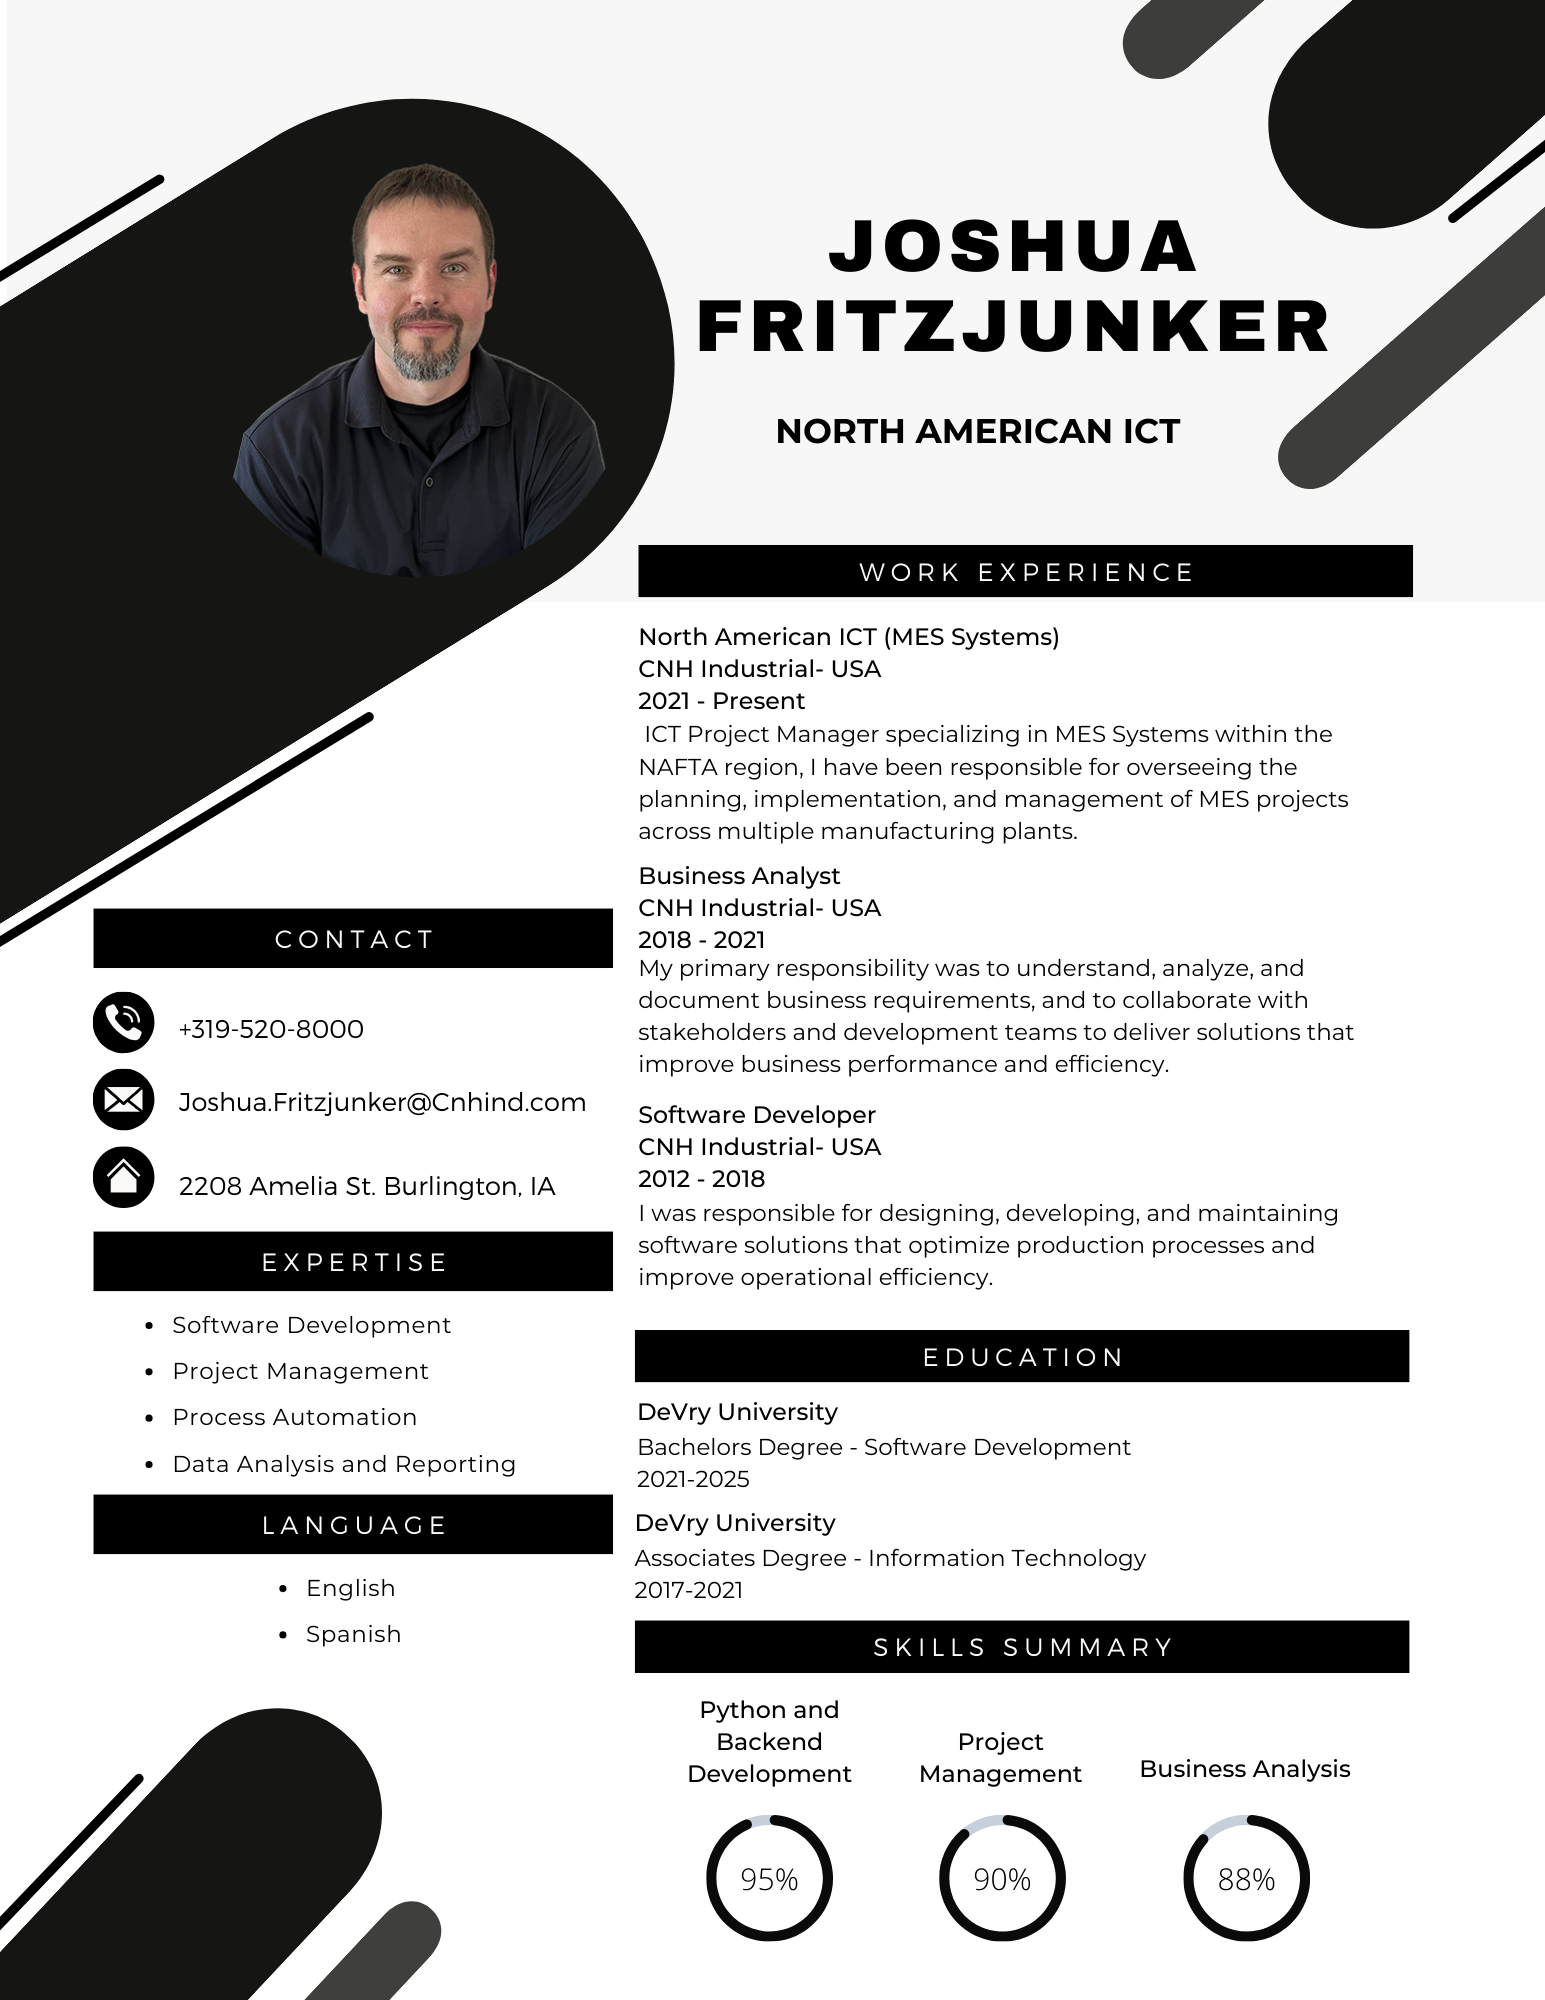 JOSHUA
FRITZJUNKER
NORTH AMERICAN ICT
WORK EXPERIENCE
North American ICT (MES Systems)
CNH Industrial- USA
2021 - Present
ICT Project Manager specializing in MES Systems within the
NAFTA region, I have been responsible for overseeing the
planning, implementation, and management of MES projects
across multiple manufacturing plants.
Business Analyst
CNH Industrial- USA
2018 - 2021
My primary responsibility was to understand, analyze, and
document business requirements, and to collaborate with
stakeholders and development teams to deliver solutions that
improve business performance and efficiency.
Software Developer
CNH Industrial- USA
2012 - 2018
I was responsible for designing, developing, and maintaining
software solutions that optimize production processes and
improve operational efficiency.
CONTACT
+319-520-8000
Joshua.Fritzjunker@Cnhind.com
2208 Amelia St. Burlington, IA
EXPERTISE
• Software Development
• Project Management
• Process Automation
• Data Analysis and Reporting
LANGUAGE
• English
• Spanish
EDUCATION
DeVry University
Bachelors Degree - Software Development
2021-2025
DeVry University
Associates Degree - Information Technology
2017-2021
SKILLS SUMMARY
Python and
Backend
Development
95%
Project
Management
90%
Business Analysis
88%